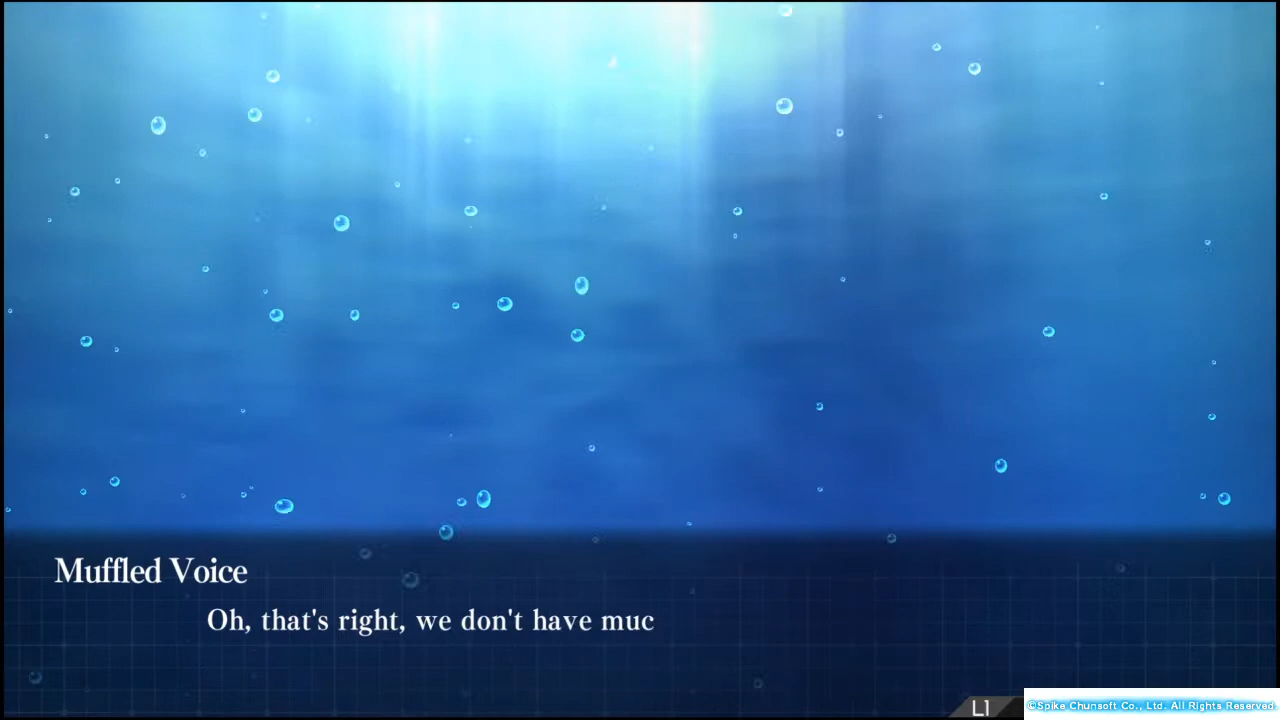 Muffled Voice
Oh, that's right, we don't have muc
L1
©Spike Chunsoft Co., Ltd. All Rights Reserved.